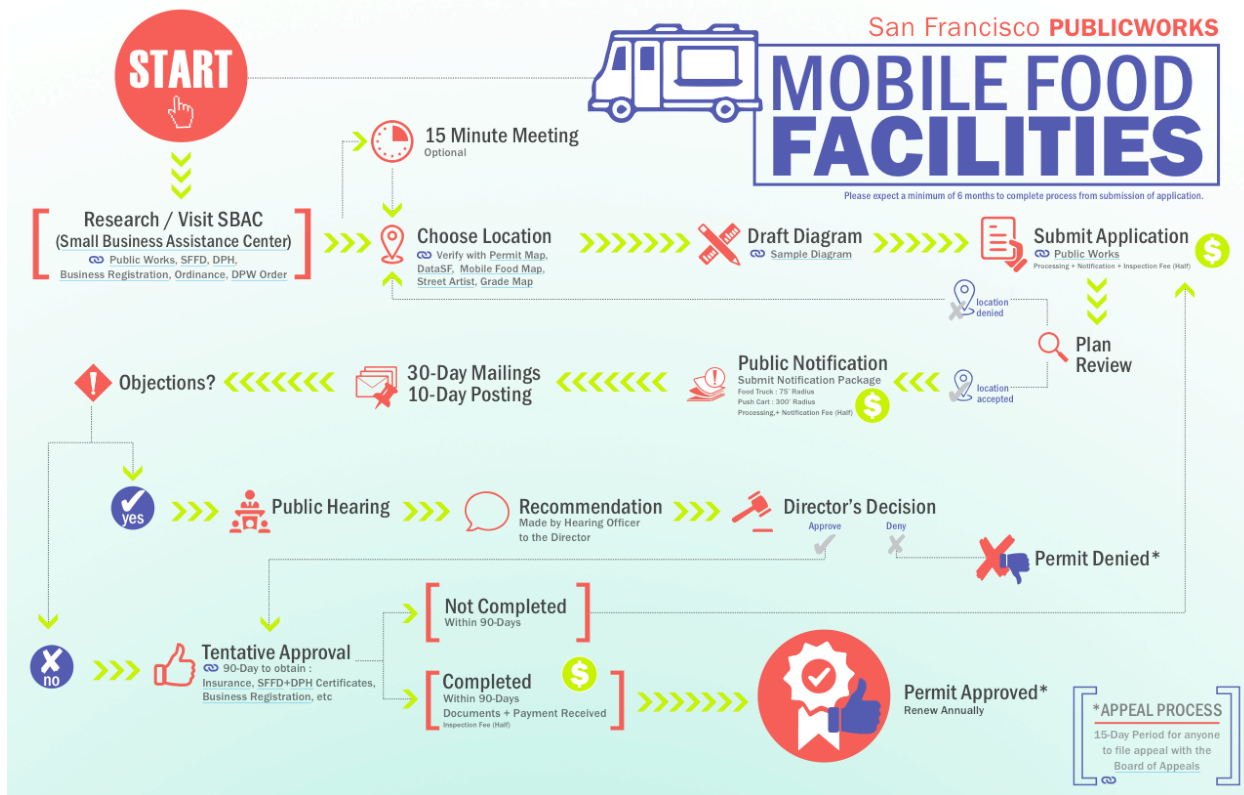 START
San Francisco PUBLICWORKS
MOBILE FOOD
FACILITIES
Please expect a minimum of 6 months to complete process from submission of application.
15 Minute Meeting
Optional
Research / Visit SBAC
(Small Business Assistance Center)
Public Works, SFFD, DPH,
Business Registration, Ordinance, DPW Order
Choose Location
Verify with Permit Map,
DataSF, Mobile Food Map,
Street Artist, Grade Map
Draft Diagram
Sample Diagram
Submit Application
Public Works
Processing + Notification + Inspection Fee (Half)
$
location
denied
Plan
Review
location
accepted
Public Notification
Submit Notification Package
Food Truck : 75' Radius
Push Cart : 300' Radius
Processing,+ Notification Fee (Half)
$
30-Day Mailings
10-Day Posting
Objections?
yes
Public Hearing
Recommendation
Made by Hearing Officer
to the Director
Director's Decision
Approve
Deny
Permit Denied*
no
Tentative Approval
90-Day to obtain :
Insurance, SFFD+DPH Certificates,
Business Registration, etc
Not Completed
Within 90-Days
Completed
$
Within 90-Days
Documents + Payment Received
Inspection Fee (Half)
Permit Approved*
Renew Annually
*APPEAL PROCESS
15-Day Period for anyone
to file appeal with the
Board of Appeals